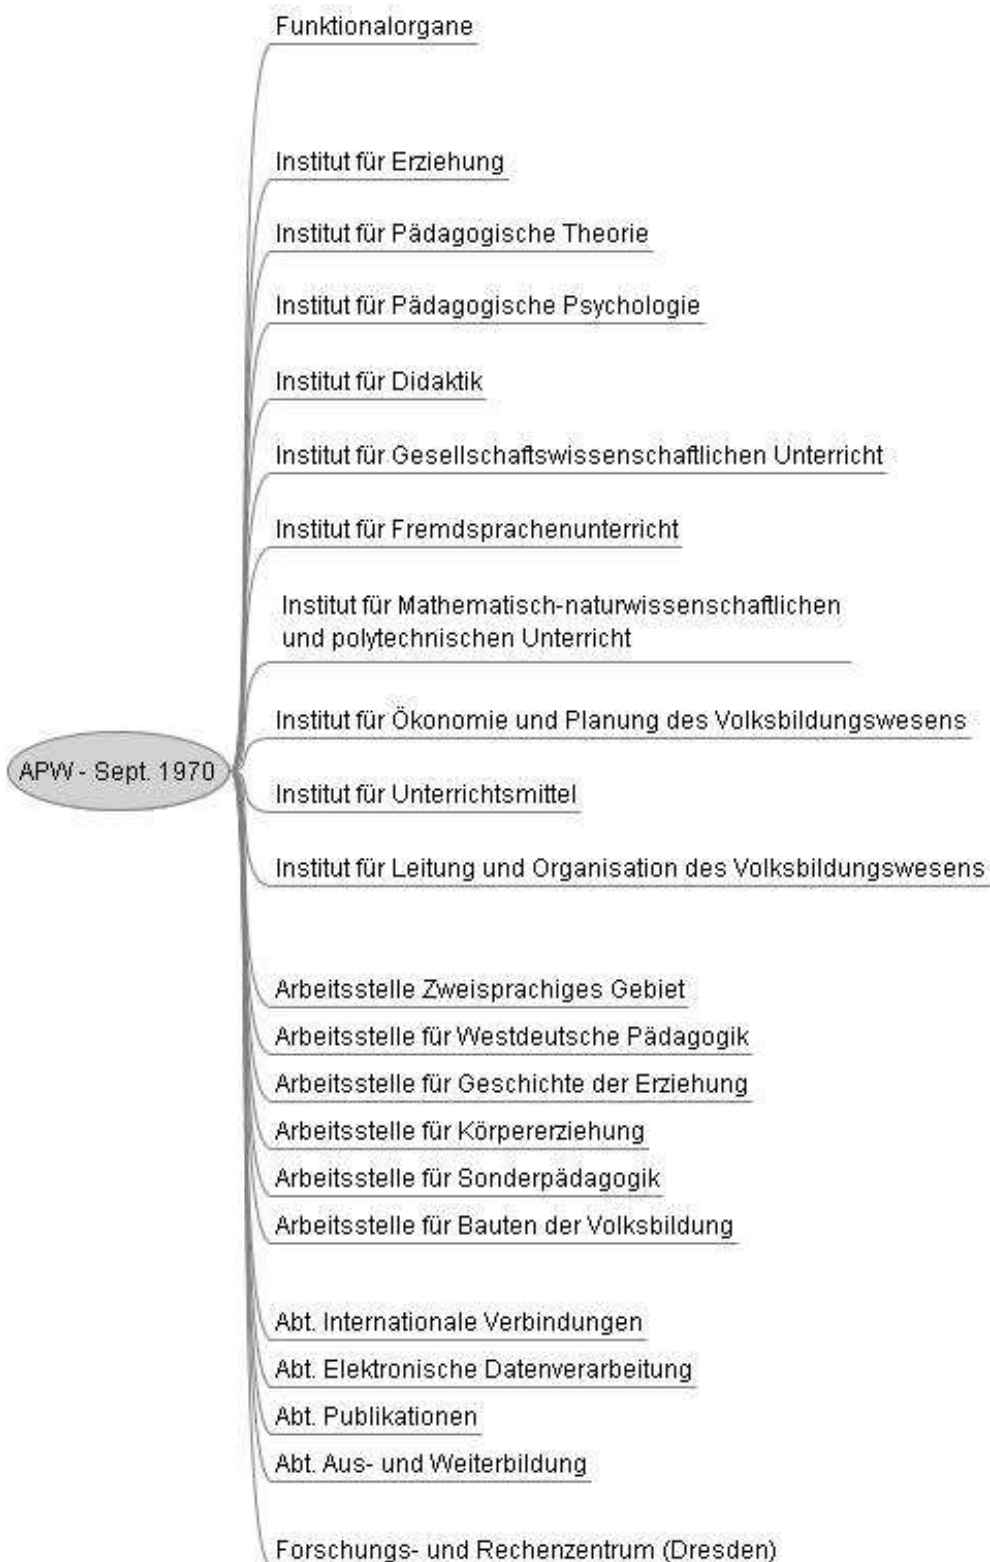 Funktionalorgane
Institut für Erziehung
Institut für Pädagogische Theorie
Institut für Pädagogische Psychologie
Institut für Didaktik
Institut für Gesellschaftswissenschaftlichen Unterricht
Institut für Fremdsprachenunterricht
Institut für Mathematisch-naturwissenschaftlichen
und polytechnischen Unterricht
Institut für Ökonomie und Planung des Volksbildungswesens
APW - Sept. 1970
Institut für Unterrichtsmittel
Institut für Leitung und Organisation des Volksbildungswesens
Arbeitsstelle Zweisprachiges Gebiet
Arbeitsstelle für Westdeutsche Pädagogik
Arbeitsstelle für Geschichte der Erziehung
Arbeitsstelle für Körpererziehung
Arbeitsstelle für Sonderpädagogik
Arbeitsstelle für Bauten der Volksbildung
Abt. Internationale Verbindungen
Abt. Elektronische Datenverarbeitung
Abt. Publikationen
Abt. Aus- und Weiterbildung
Forschungs- und Rechenzentrum (Dresden)